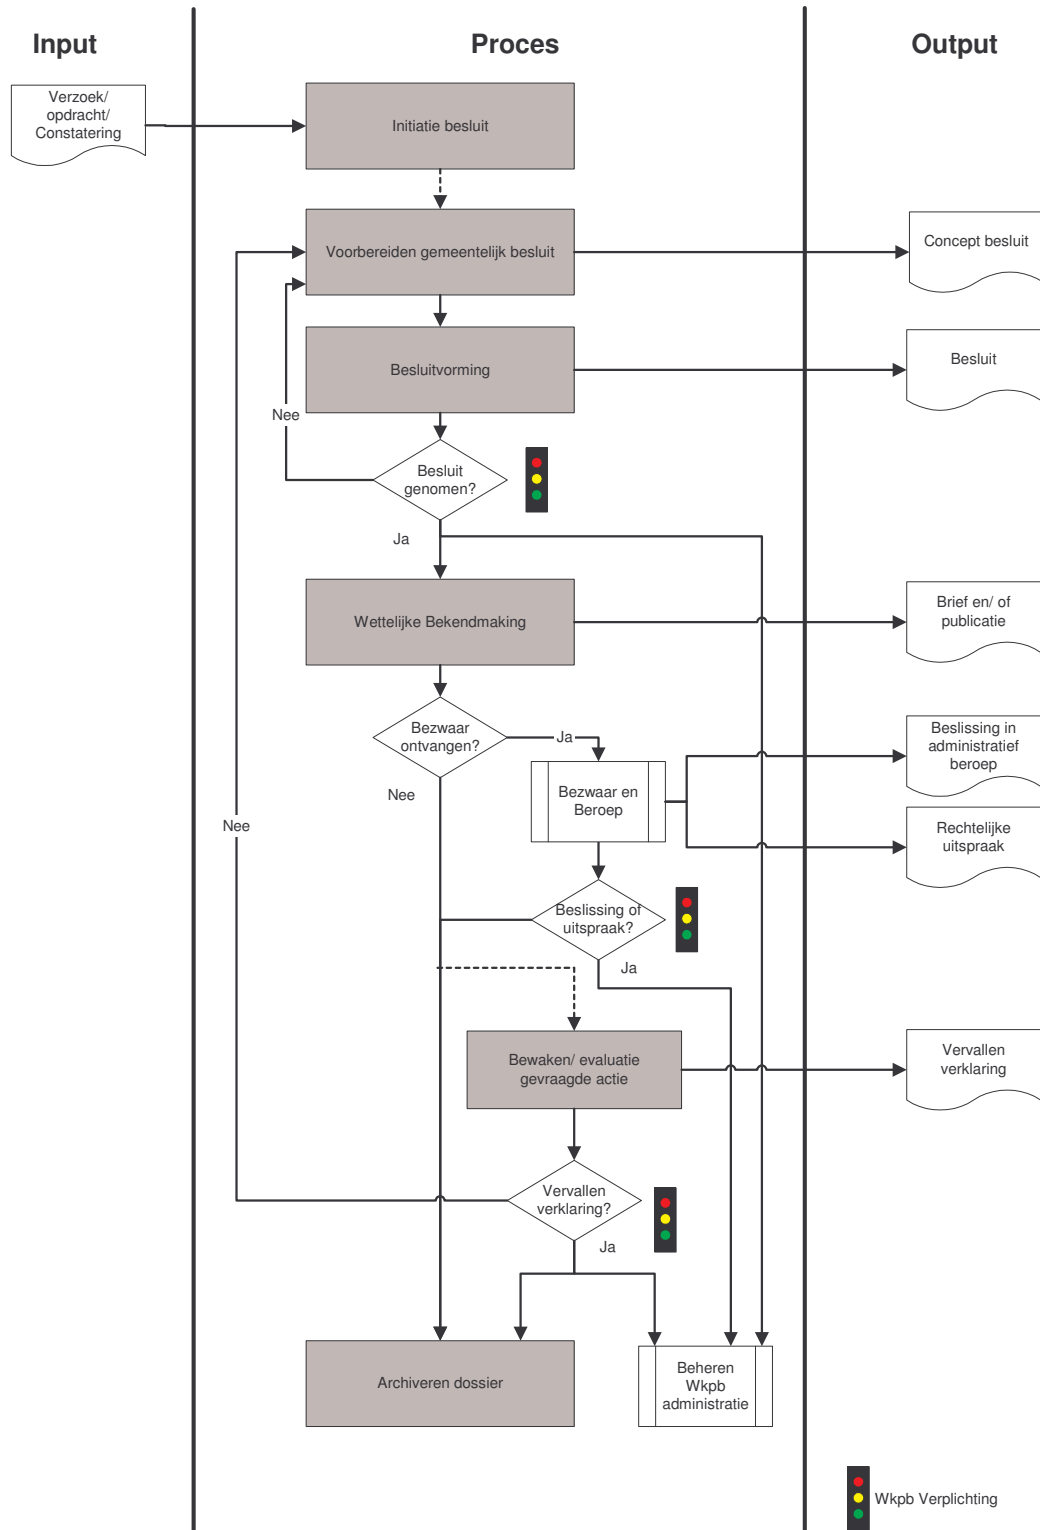 Input
Proces
Output
Verzoek/
opdracht/
Constatering
Initiatie besluit
Voorbereiden gemeentelijk besluit
Concept besluit
Besluitvorming
Besluit
Nee
Besluit
genomen?
Ja
Wettelijke Bekendmaking
Brief en/ of
publicatie
Bezwaar
ontvangen?
Ja
Nee
Bezwaar en
Beroep
Beslissing in
administratief
beroep
Rechtelijke
uitspraak
Nee
Beslissing of
uitspraak?
Ja
Bewaken/ evaluatie
gevraagde actie
Vervallen
verklaring
Vervallen
verklaring?
Ja
Archiveren dossier
Beheren
Wkpb
administratie
Wkpb Verplichting